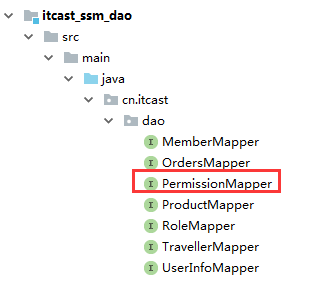 itcast_ssm_dao
src
main
java
cn.itcast
dao
I MemberMapper
I OrdersMapper
I PermissionMapper
I ProductMapper
I RoleMapper
I TravellerMapper
I UserInfoMapper